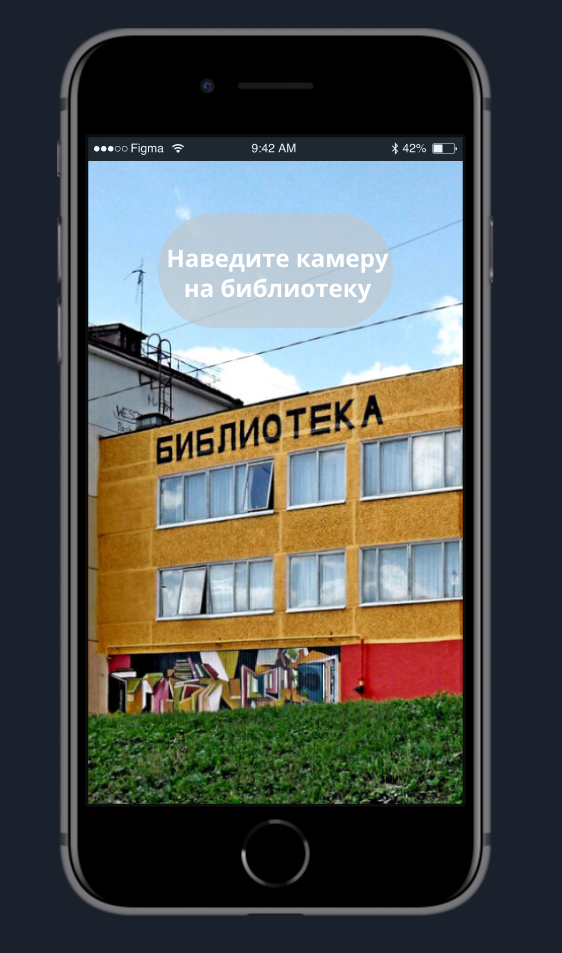 ●●●○○ Figma 9:42 AM 42%
Наведите камеру
на библиотеку
БИБЛИОТЕКА